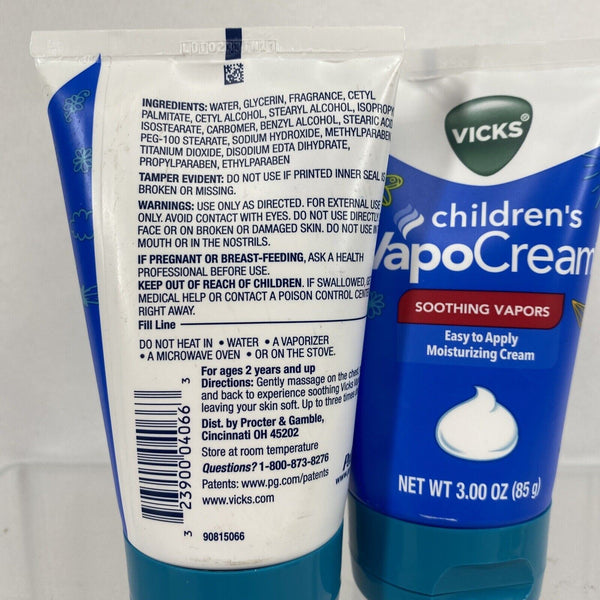 INGREDIENTS: WATER, GLYCERIN, FRAGRANCE, CETYL
PALMITATE, CETYL ALCOHOL, STEARYL ALCOHOL, ISOPROPY
ISOSTEARATE, CARBOMER, BENZYL ALCOHOL, STEARIC ACI
PEG-100 STEARATE, SODIUM HYDROXIDE, METHYLPARABEN
TITANIUM DIOXIDE, DISODIUM EDTA DIHYDRATE,
PROPYLPARABEN, ETHYLPARABEN
TAMPER EVIDENT: DO NOT USE IF PRINTED INNER SEAL IS
BROKEN OR MISSING.
WARNINGS: USE ONLY AS DIRECTED. FOR EXTERNAL USE
ONLY. AVOID CONTACT WITH EYES. DO NOT USE DIRECTLY
FACE OR ON BROKEN OR DAMAGED SKIN. DO NOT USE IN
MOUTH OR IN THE NOSTRILS.
IF PREGNANT OR BREAST-FEEDING, ASK A HEALTH
PROFESSIONAL BEFORE USE.
KEEP OUT OF REACH OF CHILDREN. IF SWALLOWED, GE
MEDICAL HELP OR CONTACT A POISON CONTROL CENTE
RIGHT AWAY.
Fill Line
DO NOT HEAT IN • WATER • A VAPORIZER
• A MICROWAVE OVEN • OR ON THE STOVE.
For ages 2 years and up
Directions: Gently massage on the chest,
and back to experience soothing Vicks Va
leaving your skin soft. Up to three times
Dist. by Procter & Gamble,
Cincinnati OH 45202
Store at room temperature
Questions? 1-800-873-8276
Patents: www.pg.com/patents
www.vicks.com
3 23900 04066 3
90815066
VICKS®
children's
VapoCream
SOOTHING VAPORS
Easy to Apply
Moisturizing Cream
NET WT 3.00 OZ (85 g)